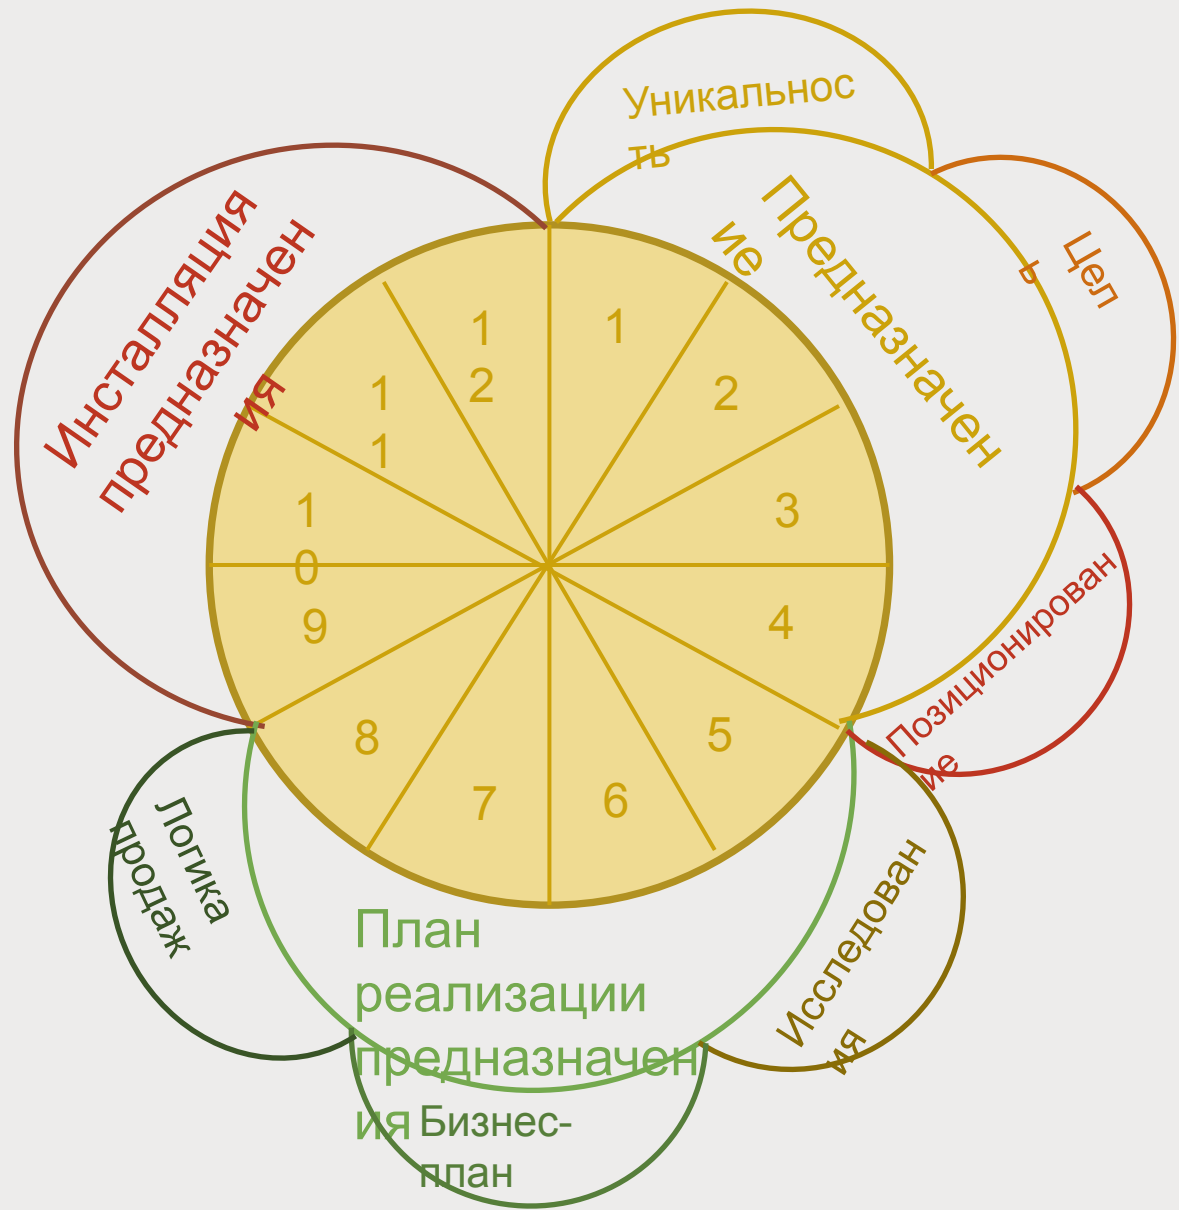 Уникальнос
ть
Предназначен
ие
Цел
ь
Позиционирован
ие
Исследован
ия
План
реализации
предназначен
ия
Бизнес-
план
Логика
продаж
Инсталляция
предназначен
ия
1
2
3
4
5
6
7
8
9
1
0
1
1
1
2